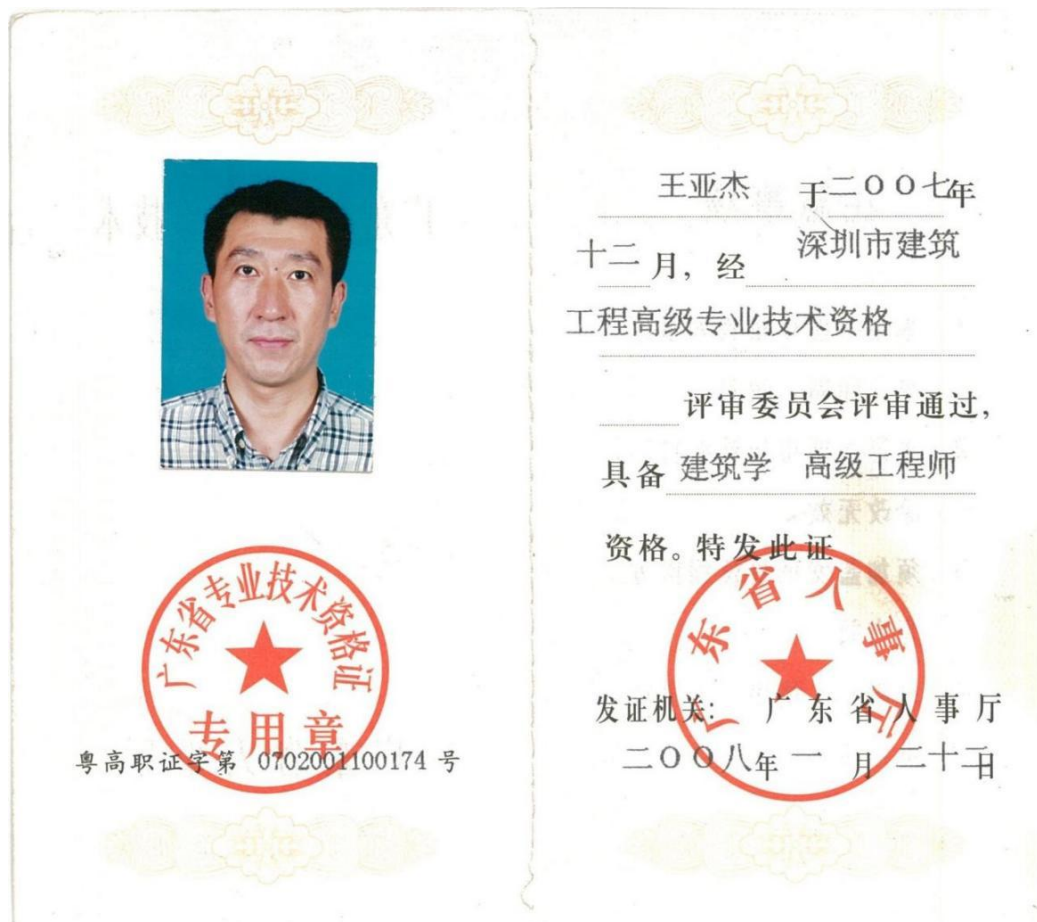 广东省专业技术资格证
专用章
粤高职证字第 0702001100174 号
王亚杰 于二〇〇七年
十二月，经 深圳市建筑
工程高级专业技术资格
评审委员会评审通过，
具备 建筑学 高级工程师
资格。特发此证
广东省人事厅
发证机关： 广东省人事厅
二〇〇八年 一 月 二十二日